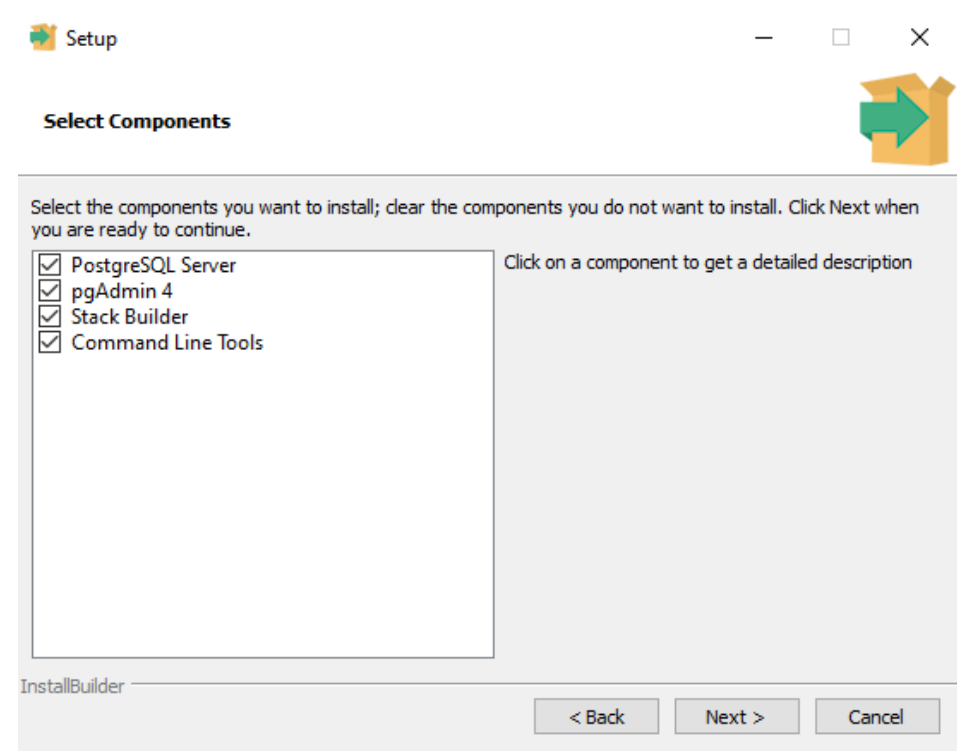 Setup
Select Components
Select the components you want to install; clear the components you do not want to install. Click Next when
you are ready to continue.
PostgreSQL Server
pgAdmin 4
Stack Builder
Command Line Tools
Click on a component to get a detailed description
InstallBuilder
< Back
Next >
Cancel